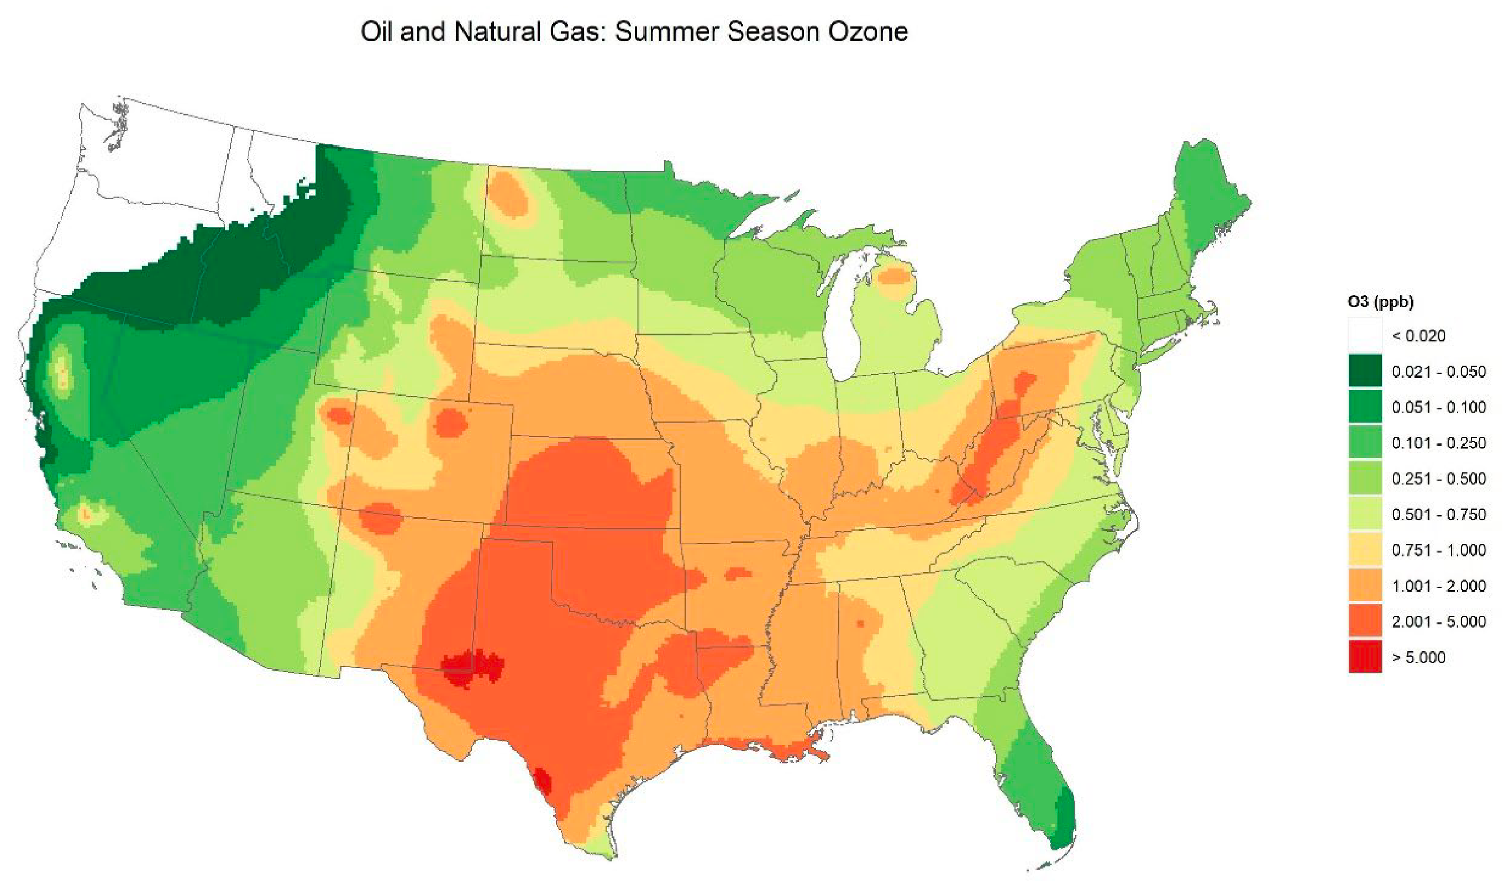 Oil and Natural Gas: Summer Season Ozone
O3 (ppb)
< 0.020
0.021 - 0.050
0.051 - 0.100
0.101 - 0.250
0.251 - 0.500
0.501 - 0.750
0.751 - 1.000
1.001 - 2.000
2.001 - 5.000
> 5.000